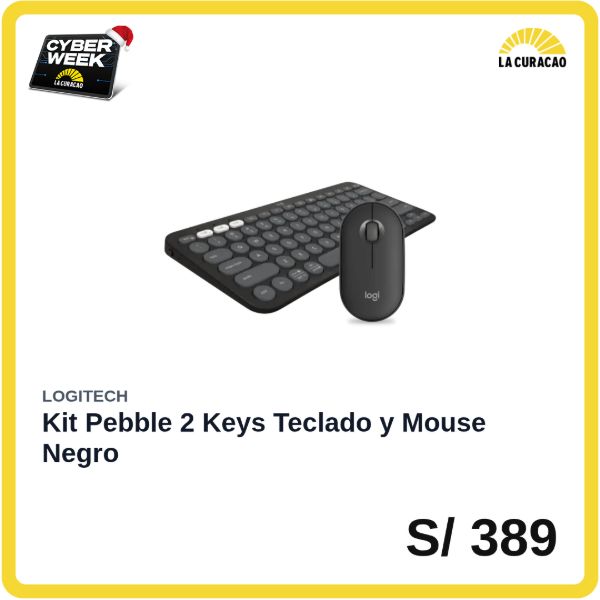 CYBER
WEEK
LA CURACAO
LA CURACAO
logi
LOGITECH
Kit Pebble 2 Keys Teclado y Mouse
Negro
S/ 389